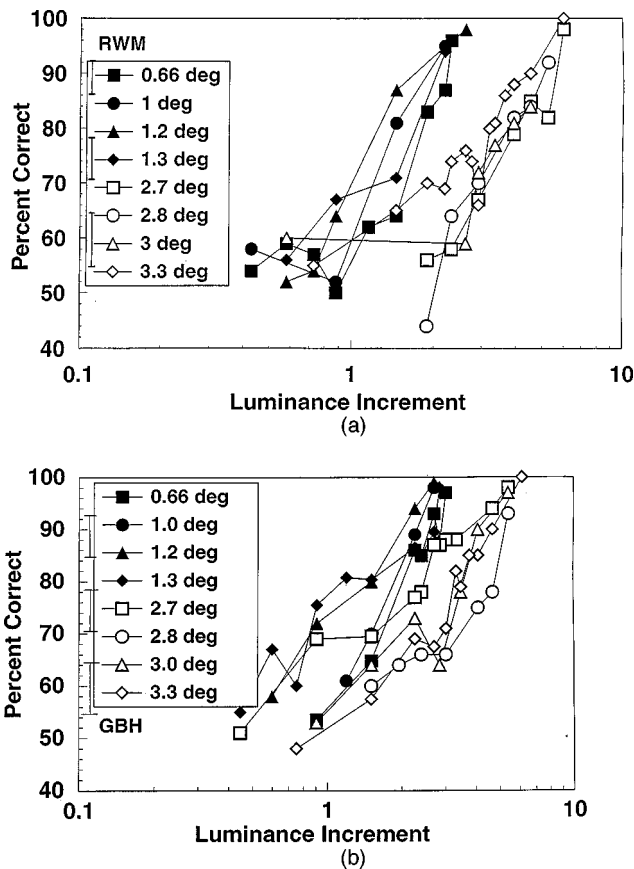 100
90
80
70
60
50
40
Percent Correct
RWM
0.66 deg
1 deg
1.2 deg
1.3 deg
2.7 deg
2.8 deg
3 deg
3.3 deg
0.1
1
10
Luminance Increment
(a)
100
90
80
70
60
50
40
Percent Correct
0.66 deg
1.0 deg
1.2 deg
1.3 deg
2.7 deg
2.8 deg
3.0 deg
3.3 deg
GBH
0.1
1
10
Luminance Increment
(b)